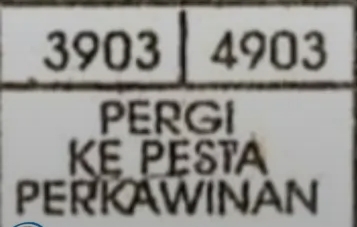 3903 | 4903
PERGI
KE PESTA
PERKAWINAN